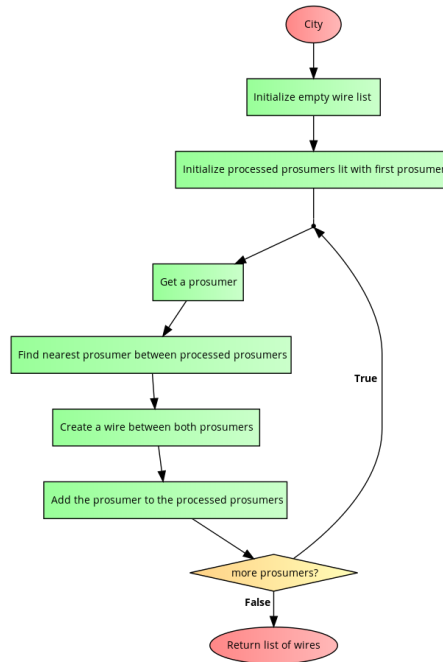 City
Initialize empty wire list
Initialize processed prosumers lit with first prosumer
Get a prosumer
Find nearest prosumer between processed prosumers
True
Create a wire between both prosumers
Add the prosumer to the processed prosumers
more prosumers?
False
Return list of wires